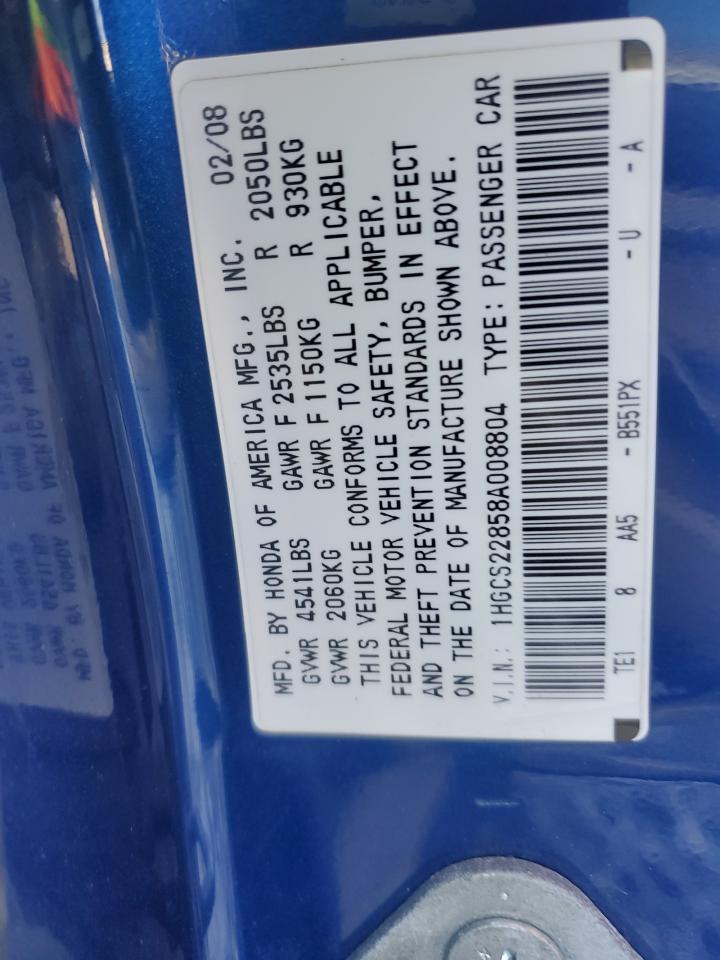 MFD. BY HONDA OF AMERICA MFG., INC. 02/08
GVWR 4541LBS GAWR F 2535LBS R 2050LBS
GVWR 2060KG GAWR F 1150KG R 930KG
THIS VEHICLE CONFORMS TO ALL APPLICABLE
FEDERAL MOTOR VEHICLE SAFETY, BUMPER,
AND THEFT PREVENTION STANDARDS IN EFFECT
ON THE DATE OF MANUFACTURE SHOWN ABOVE.
V.I.N.: 1HGCS22858A008804 TYPE: PASSENGER CAR
TE1 8 AA5 - B551PX - U - A